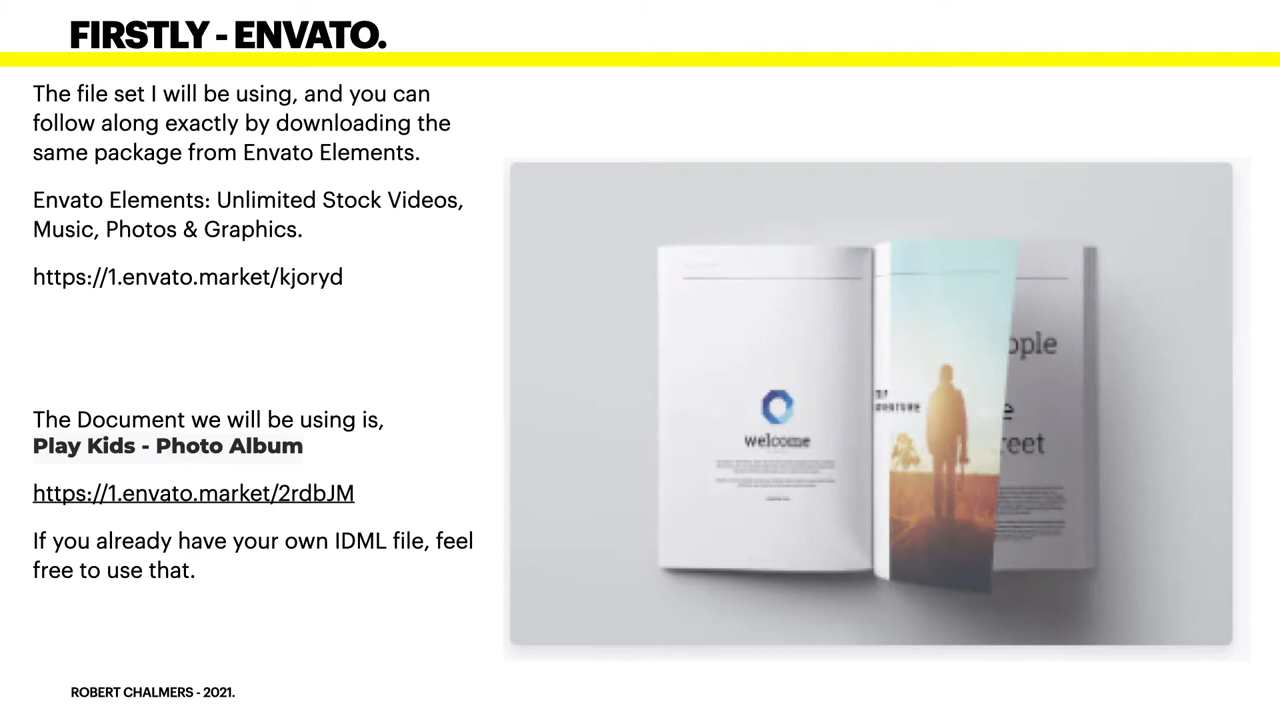 FIRSTLY - ENVATO.
The file set I will be using, and you can
follow along exactly by downloading the
same package from Envato Elements.
Envato Elements: Unlimited Stock Videos,
Music, Photos & Graphics.
https://1.envato.market/kjoryd
The Document we will be using is,
Play Kids - Photo Album
https://1.envato.market/2rdbJM
If you already have your own IDML file, feel
free to use that.
welcome
ROBERT CHALMERS - 2021.